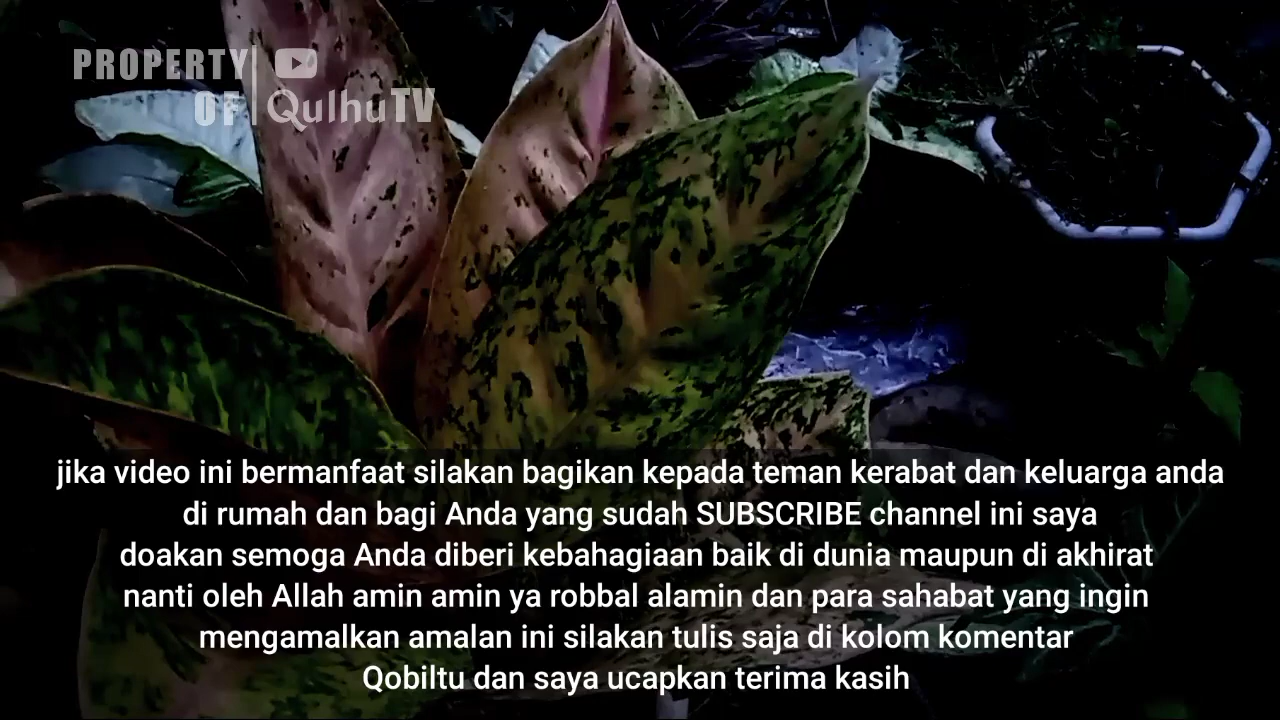 PROPERTY
OF
QulhuTV
jika video ini bermanfaat silakan bagikan kepada teman kerabat dan keluarga anda
di rumah dan bagi Anda yang sudah SUBSCRIBE channel ini saya
doakan semoga Anda diberi kebahagiaan baik di dunia maupun di akhirat
nanti oleh Allah amin amin ya robbal alamin dan para sahabat yang ingin
mengamalkan amalan ini silakan tulis saja di kolom komentar
Qobiltu dan saya ucapkan terima kasih